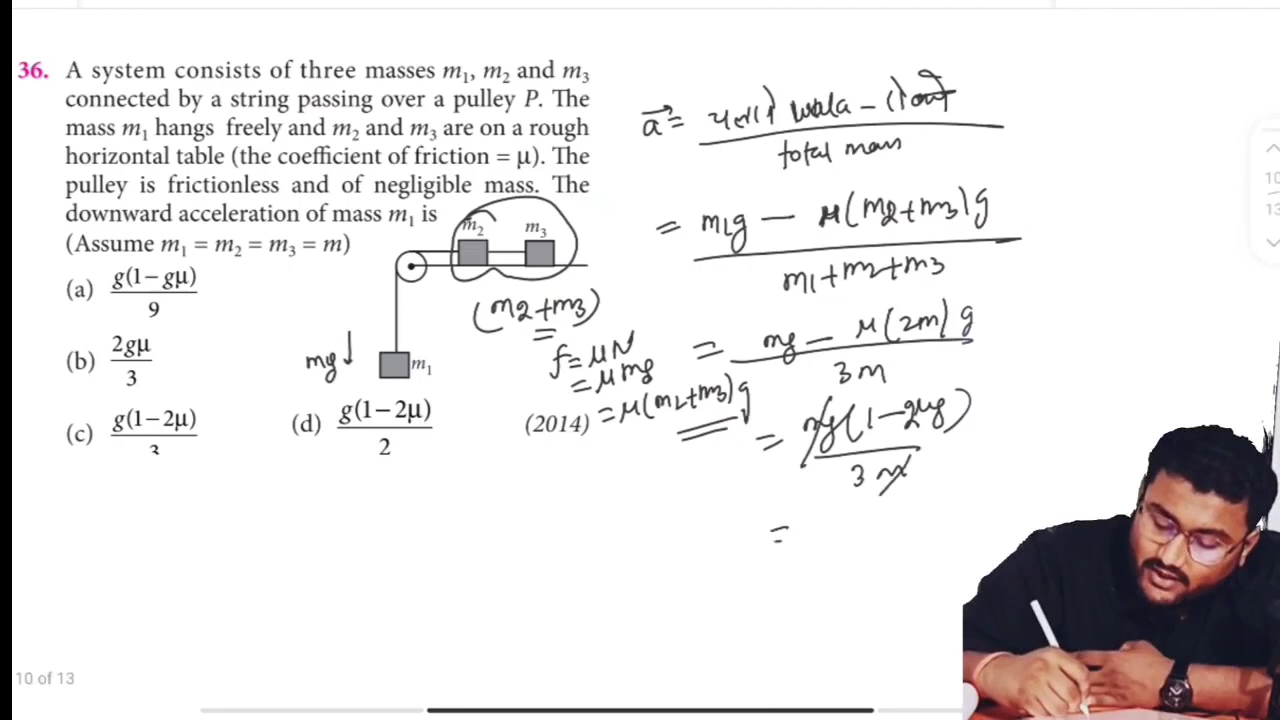 36. A system consists of three masses m₁, m₂ and m₃
connected by a string passing over a pulley P. The
mass m₁ hangs freely and m₂ and m₃ are on a rough
horizontal table (the coefficient of friction = μ). The
pulley is frictionless and of negligible mass. The
downward acceleration of mass m₁ is
(Assume m₁ = m₂ = m₃ = m)
(a) g(1−gμ)/9
(b) 2gμ/3
(c) g(1−2μ)/3
(d) g(1−2μ)/2
(2014)
m₂
m₃
m₁
(m2+m3)
=
mg↓
f=μN
=μmg
=μ(m2+m3)g
a⃗= wala − / total mass
= m1g − μ(m2+m3)g / m1+m2+m3
= mg − μ(2m)g / 3m
= mg(1−2μg) / 3m
=
10 of 13
10
13